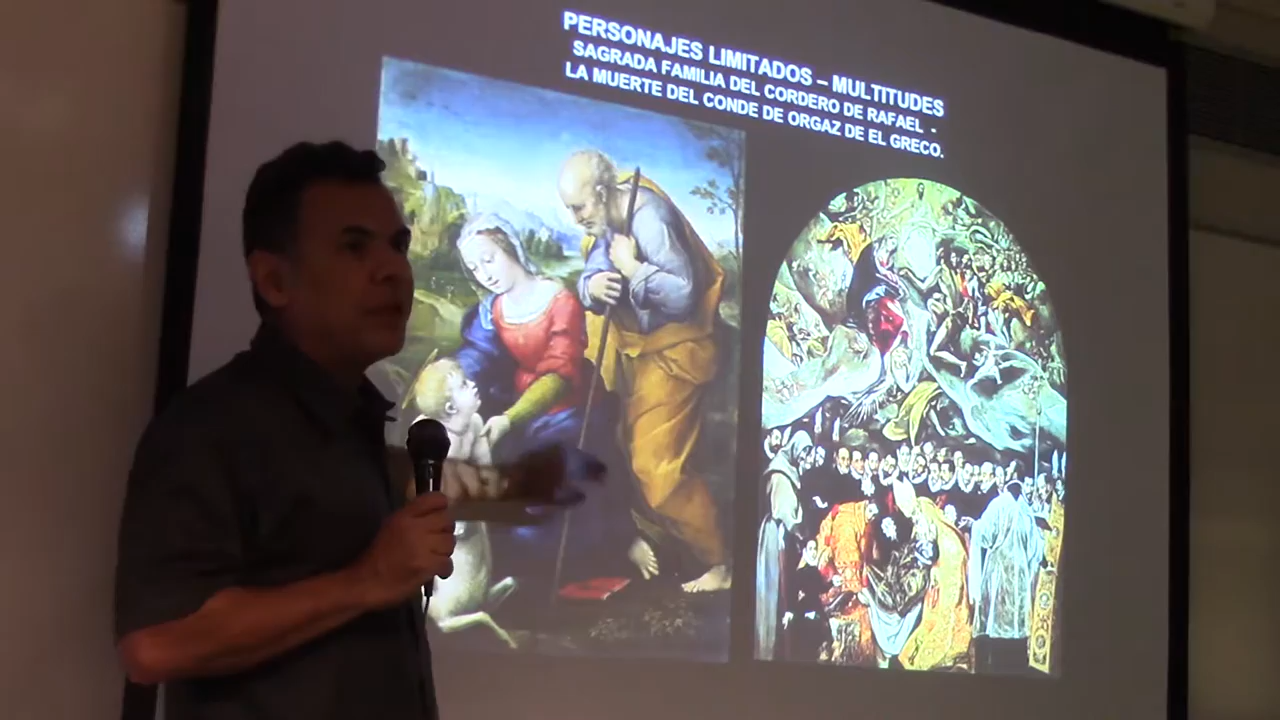 PERSONAJES LIMITADOS – MULTITUDES
SAGRADA FAMILIA DEL CORDERO DE RAFAEL -
LA MUERTE DEL CONDE DE ORGAZ DE EL GRECO.